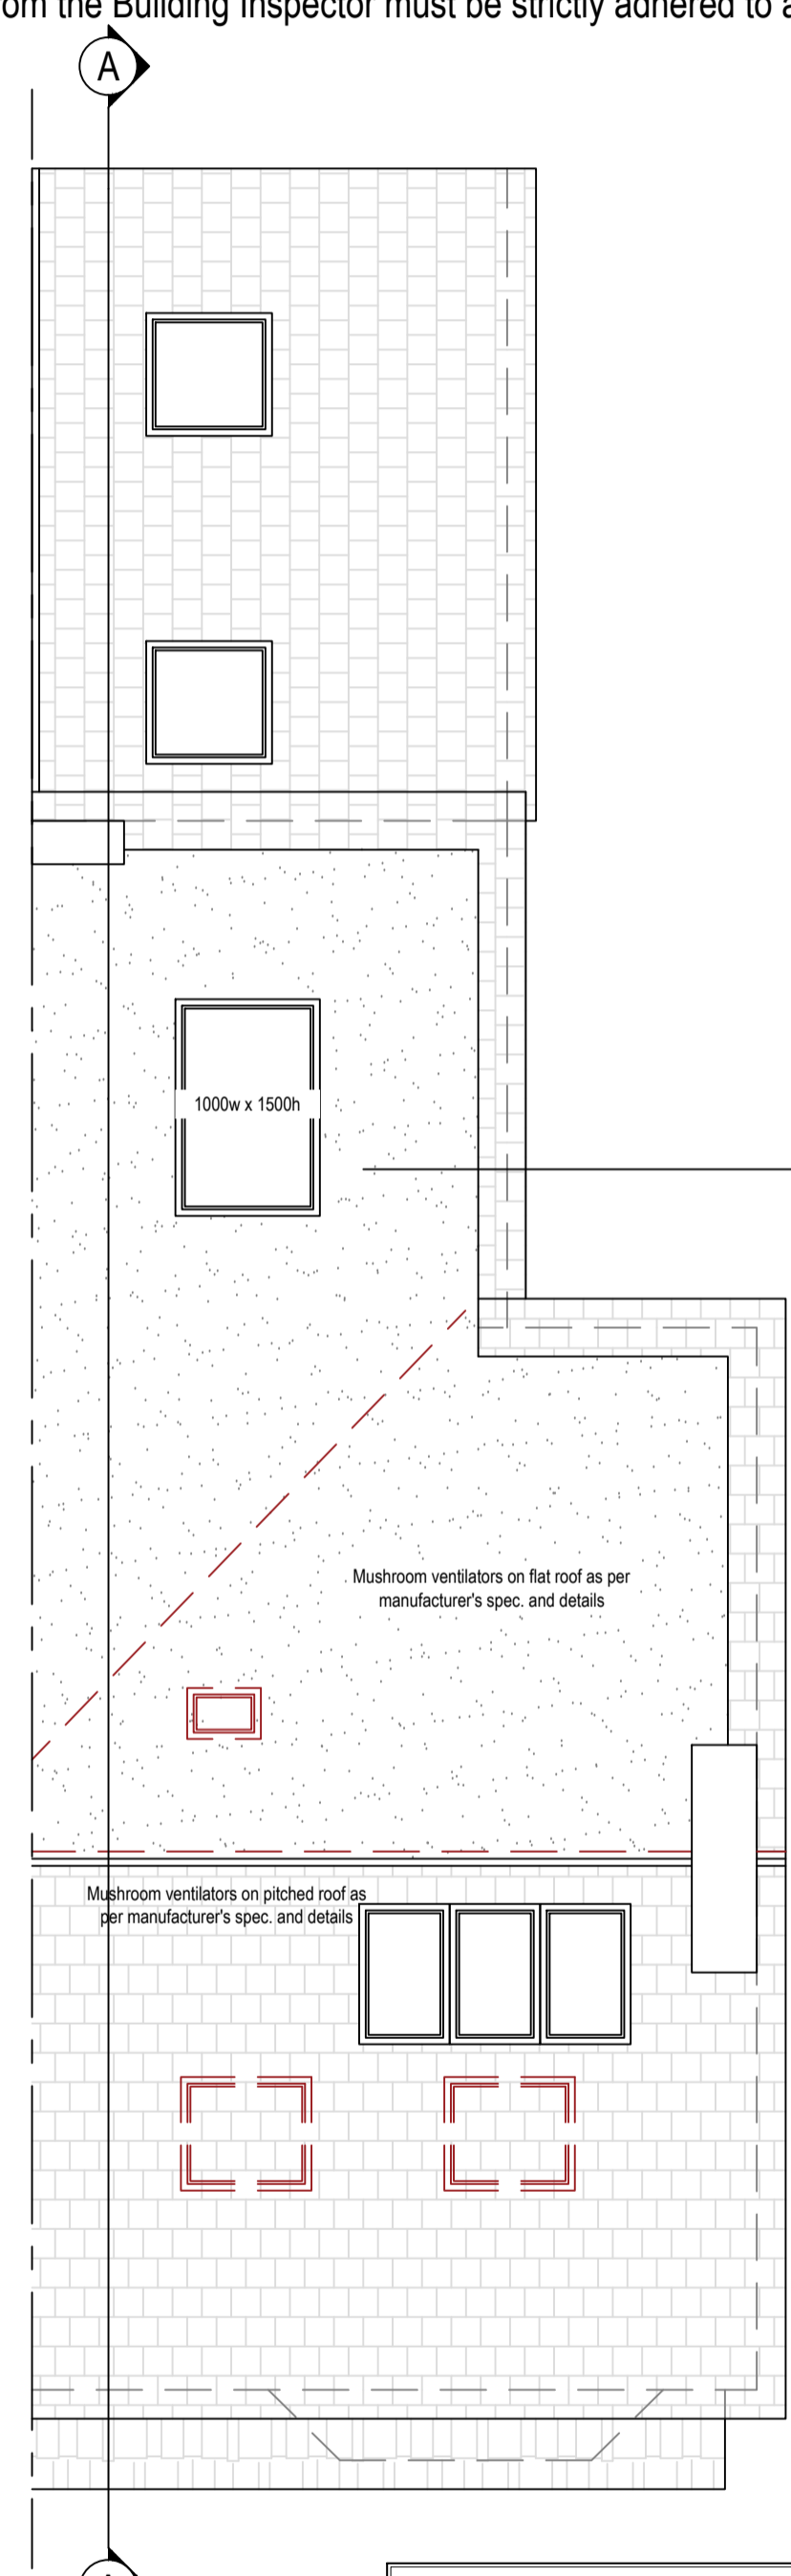 om the Building Inspector must be strictly adhered to a
A
1000w x 1500h
Mushroom ventilators on flat roof as per
manufacturer's spec. and details
Mushroom ventilators on pitched roof as
per manufacturer's spec. and details